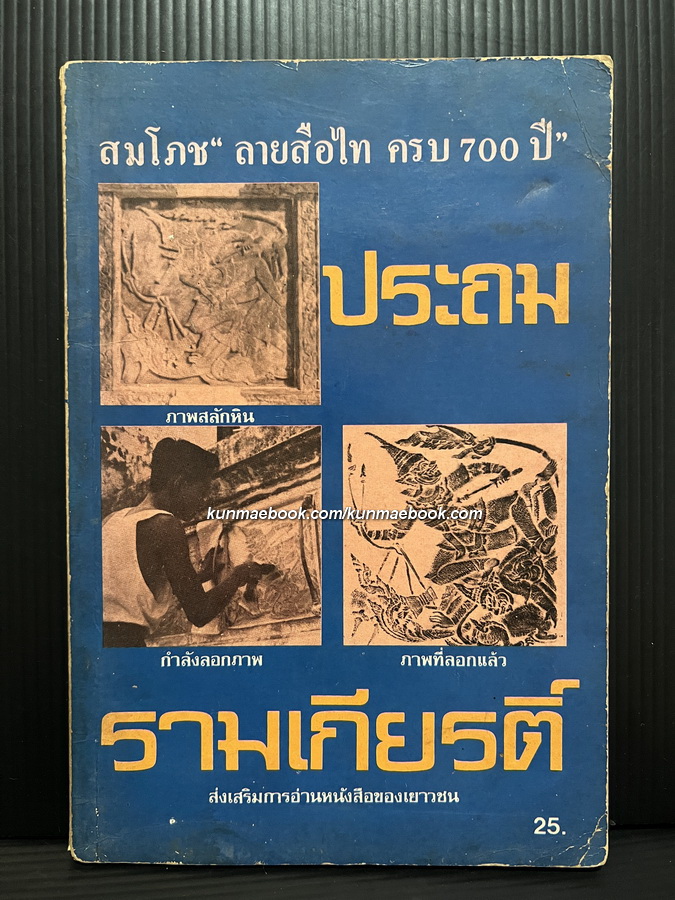 สมโภช “ ลายสือไท ครบ 700 ปี”
ประถม
ภาพสลักหิน
kunmaebook.com/kunmaebook.com
กำลังลอกภาพ
ภาพที่ลอกแล้ว
รามเกียรติ์
ส่งเสริมการอ่านหนังสือของเยาวชน
25.